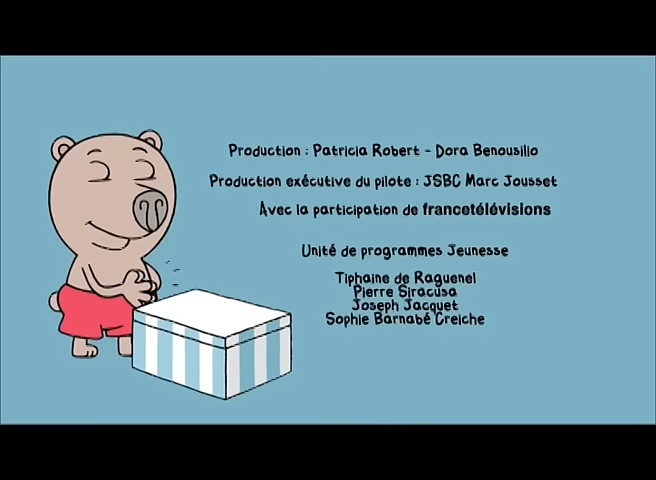 Production : Patricia Robert - Dora Benousilio
Production exécutive du pilote : JSBC Marc Jousset
Avec la participation de francetélévisions
Unité de programmes Jeunesse
Tiphaine de Raguenel
Pierre Siracusa
Joseph Jacquet
Sophie Barnabé Creiche